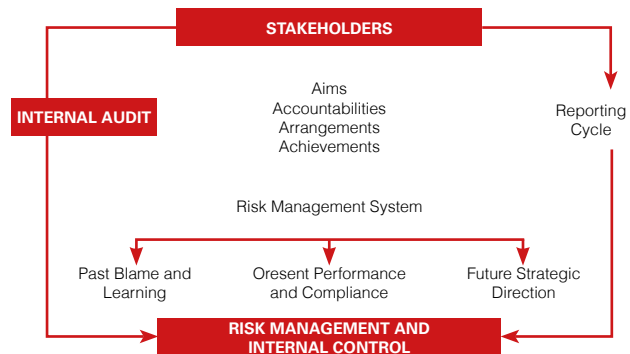 STAKEHOLDERS
Aims
Accountabilities
Arrangements
Achievements
INTERNAL AUDIT
Reporting
Cycle
Risk Management System
Past Blame and
Learning
Oresent Performance
and Compliance
Future Strategic
Direction
RISK MANAGEMENT AND
INTERNAL CONTROL